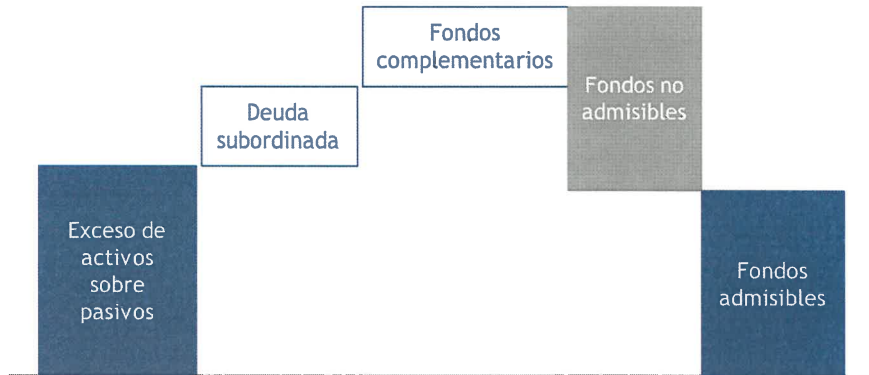 Fondos
complementarios
Fondos no
admisibles
Deuda
subordinada
Exceso de
activos
sobre
pasivos
Fondos
admisibles